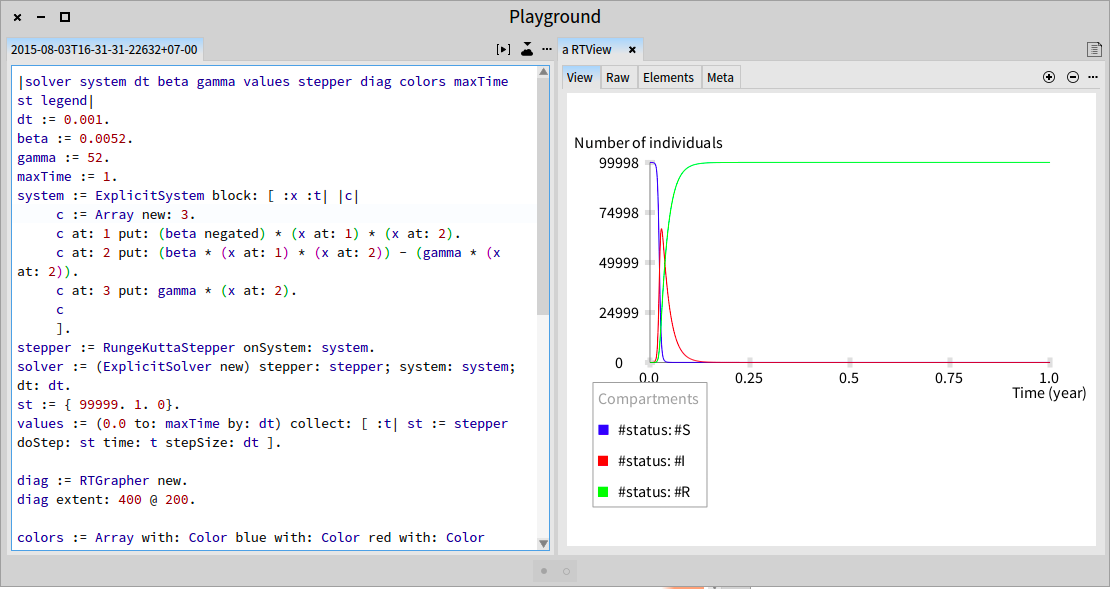 Playground
2015-08-03T16-31-31-22632+07-00
|solver system dt beta gamma values stepper diag colors maxTime
st legend|
dt := 0.001.
beta := 0.0052.
gamma := 52.
maxTime := 1.
system := ExplicitSystem block: [ :x :t| |c|
c := Array new: 3.
c at: 1 put: (beta negated) * (x at: 1) * (x at: 2).
c at: 2 put: (beta * (x at: 1) * (x at: 2)) - (gamma * (x
at: 2)).
c at: 3 put: gamma * (x at: 2).
c
].
stepper := RungeKuttaStepper onSystem: system.
solver := (ExplicitSolver new) stepper: stepper; system: system;
dt: dt.
st := { 99999. 1. 0}.
values := (0.0 to: maxTime by: dt) collect: [ :t| st := stepper
doStep: st time: t stepSize: dt ].
diag := RTGrapher new.
diag extent: 400 @ 200.
colors := Array with: Color blue with: Color red with: Color
a RTView
View Raw Elements Meta
Number of individuals
99998
74998
49999
24999
0
0.0 0.25 0.5 0.75 1.0
Time (year)
Compartments
#status: #S
#status: #I
#status: #R